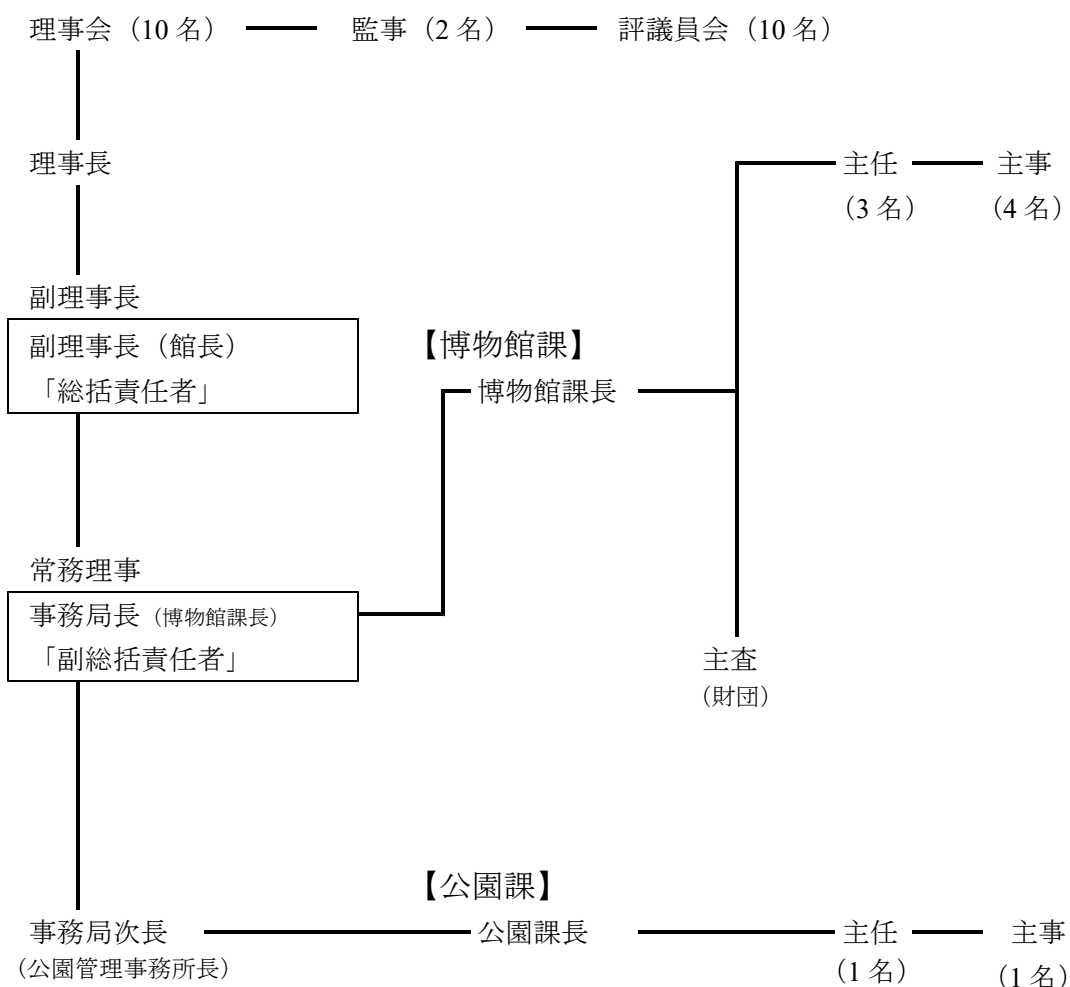 理事会（10 名） 監事（2 名） 評議員会（10 名）
理事長 主任 主事
（3 名） （4 名）
副理事長
副理事長（館長） 【博物館課】
「総括責任者」 博物館課長
常務理事
事務局長（博物館課長）
「副総括責任者」 主査
（財団）
【公園課】
事務局次長 公園課長 主任 主事
（公園管理事務所長） （1 名） （1 名）